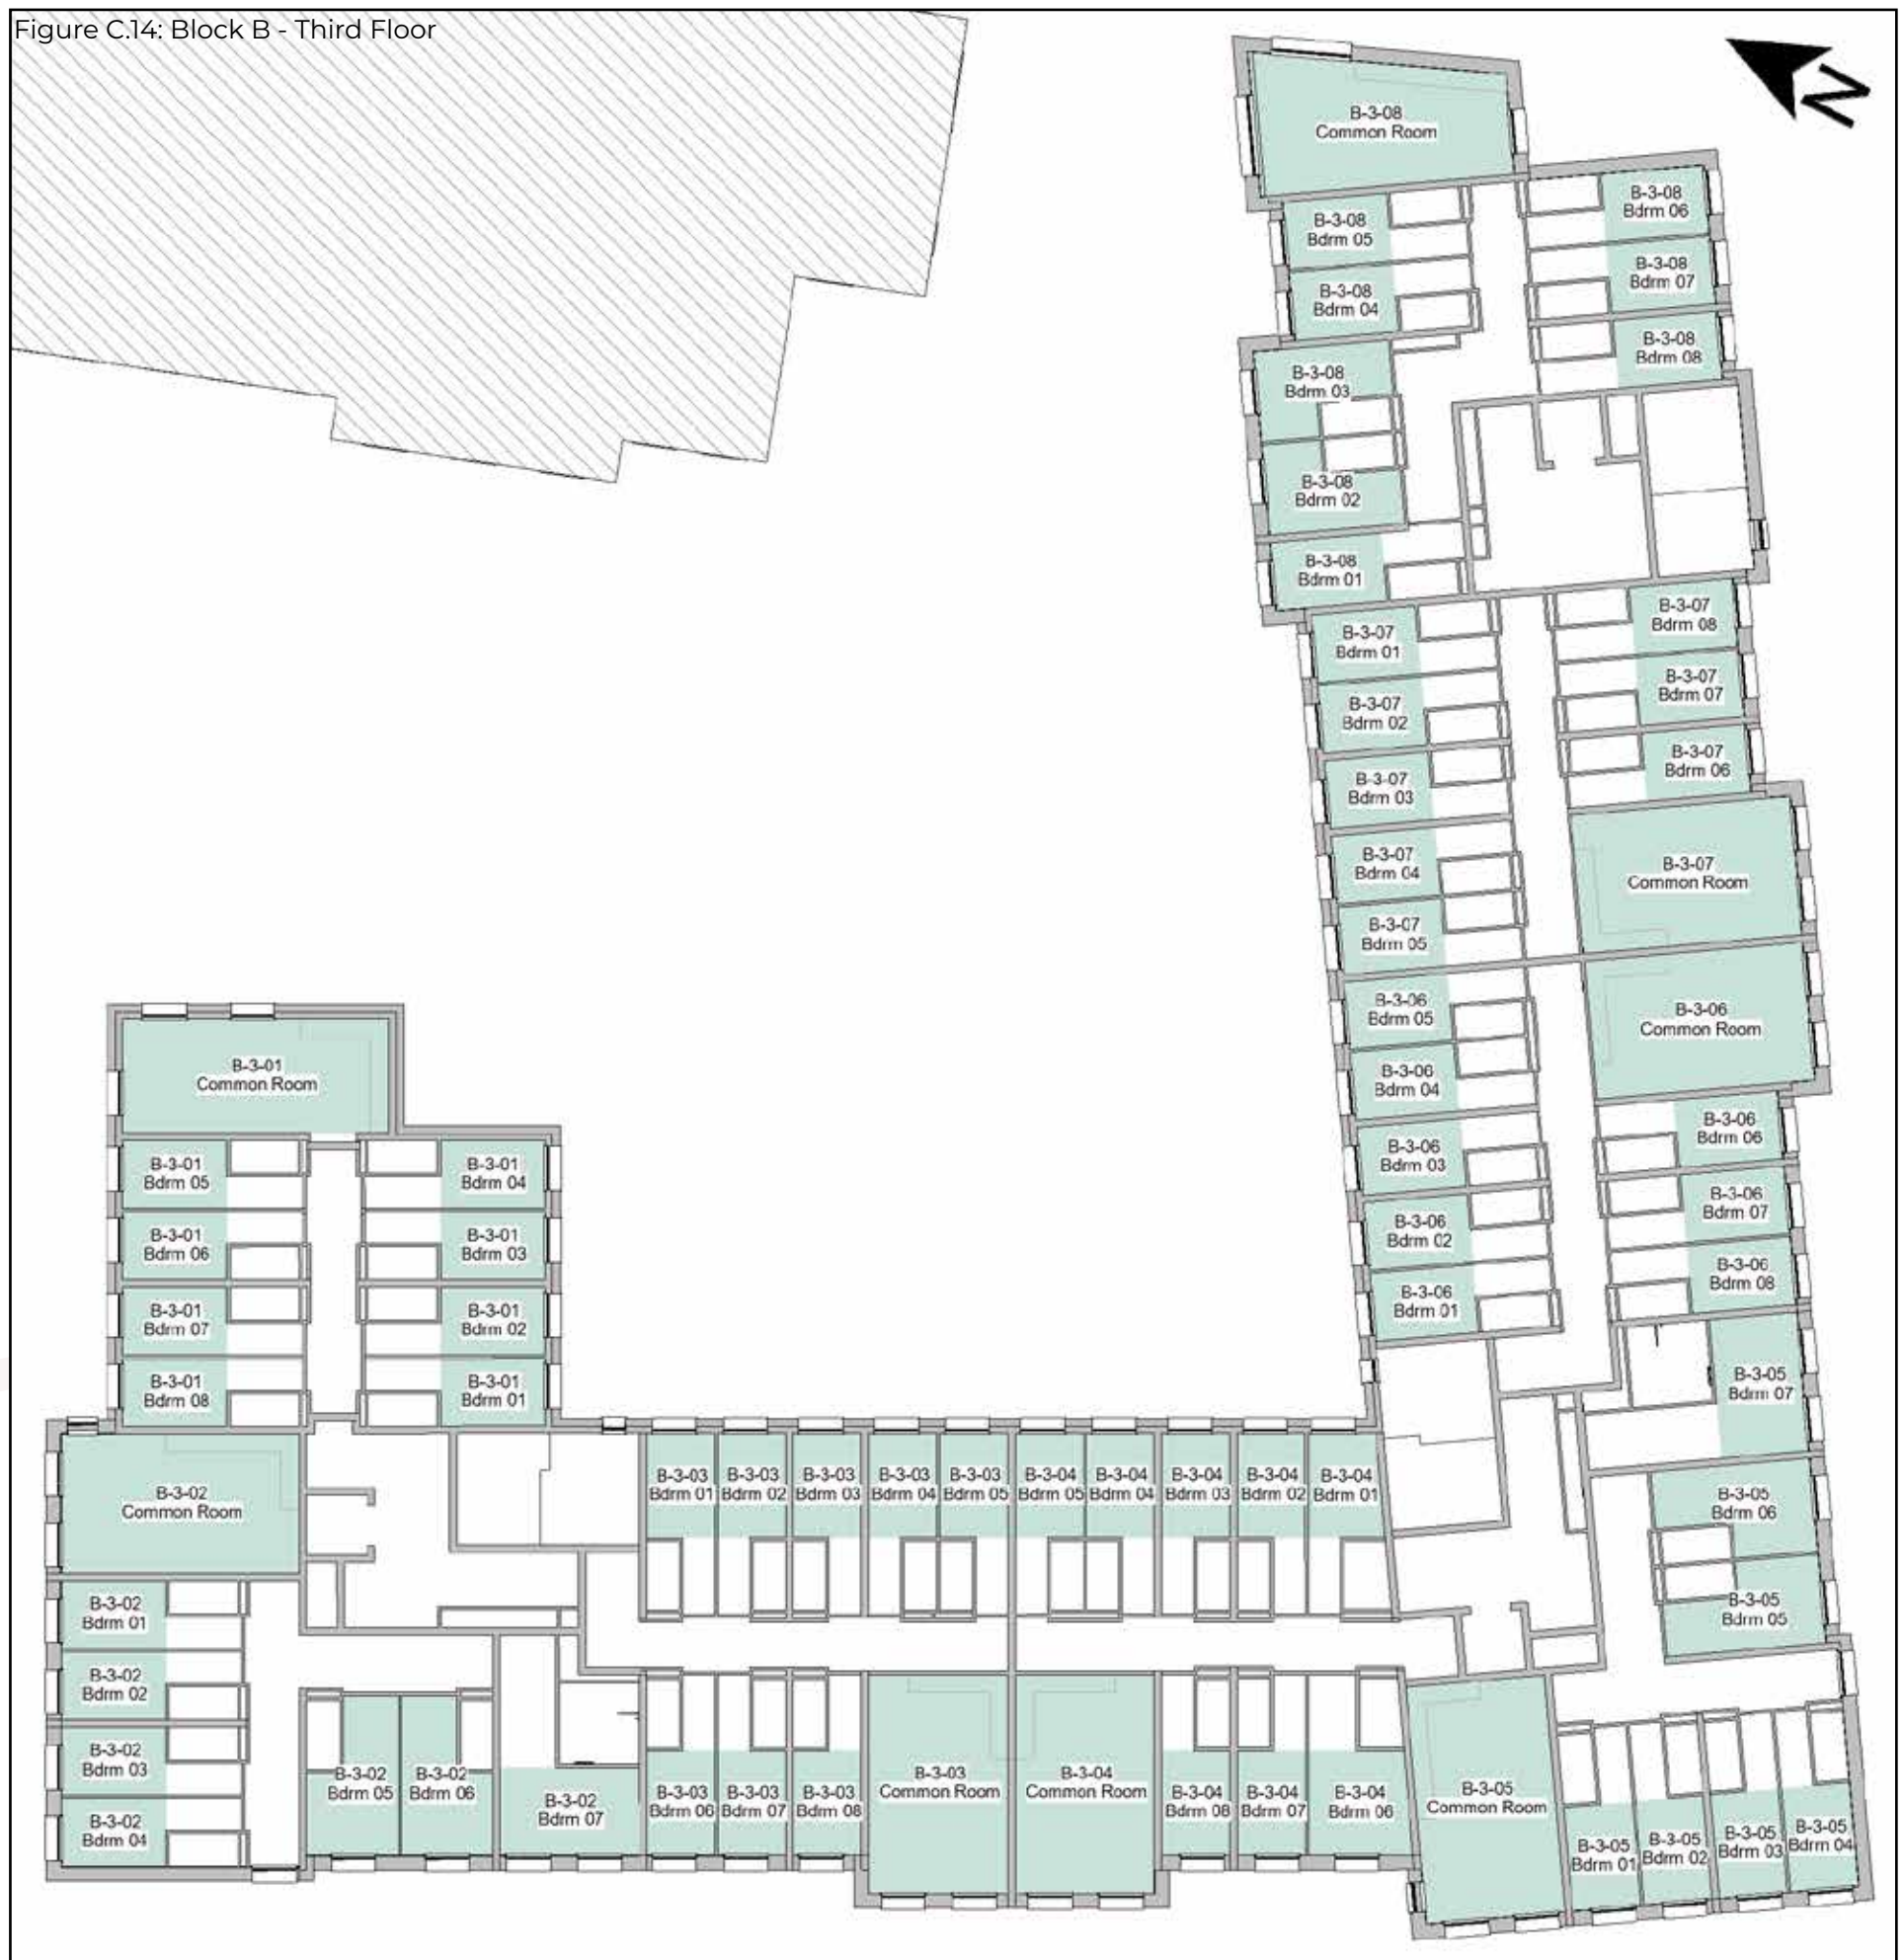 Figure C.14: Block B - Third Floor
N
B-3-08
Common Room
B-3-08
Bdrm 05
B-3-08
Bdrm 06
B-3-08
Bdrm 04
B-3-08
Bdrm 07
B-3-08
Bdrm 03
B-3-08
Bdrm 08
B-3-08
Bdrm 02
B-3-08
Bdrm 01
B-3-07
Bdrm 01
B-3-07
Bdrm 08
B-3-07
Bdrm 02
B-3-07
Bdrm 07
B-3-07
Bdrm 03
B-3-07
Bdrm 06
B-3-07
Bdrm 04
B-3-07
Common Room
B-3-07
Bdrm 05
B-3-06
Bdrm 05
B-3-06
Common Room
B-3-06
Bdrm 04
B-3-06
Bdrm 03
B-3-06
Bdrm 06
B-3-06
Bdrm 02
B-3-06
Bdrm 07
B-3-06
Bdrm 01
B-3-06
Bdrm 08
B-3-05
Bdrm 07
B-3-05
Bdrm 06
B-3-05
Bdrm 05
B-3-01
Common Room
B-3-01
Bdrm 05
B-3-01
Bdrm 04
B-3-01
Bdrm 06
B-3-01
Bdrm 03
B-3-01
Bdrm 07
B-3-01
Bdrm 02
B-3-01
Bdrm 08
B-3-01
Bdrm 01
B-3-02
Common Room
B-3-03
Bdrm 01
B-3-03
Bdrm 02
B-3-03
Bdrm 03
B-3-03
Bdrm 04
B-3-03
Bdrm 05
B-3-04
Bdrm 05
B-3-04
Bdrm 04
B-3-04
Bdrm 03
B-3-04
Bdrm 02
B-3-04
Bdrm 01
B-3-02
Bdrm 01
B-3-02
Bdrm 02
B-3-02
Bdrm 03
B-3-02
Bdrm 04
B-3-02
Bdrm 05
B-3-02
Bdrm 06
B-3-02
Bdrm 07
B-3-03
Bdrm 06
B-3-03
Bdrm 07
B-3-03
Bdrm 08
B-3-03
Common Room
B-3-04
Common Room
B-3-04
Bdrm 08
B-3-04
Bdrm 07
B-3-04
Bdrm 06
B-3-05
Common Room
B-3-05
Bdrm 01
B-3-05
Bdrm 02
B-3-05
Bdrm 03
B-3-05
Bdrm 04